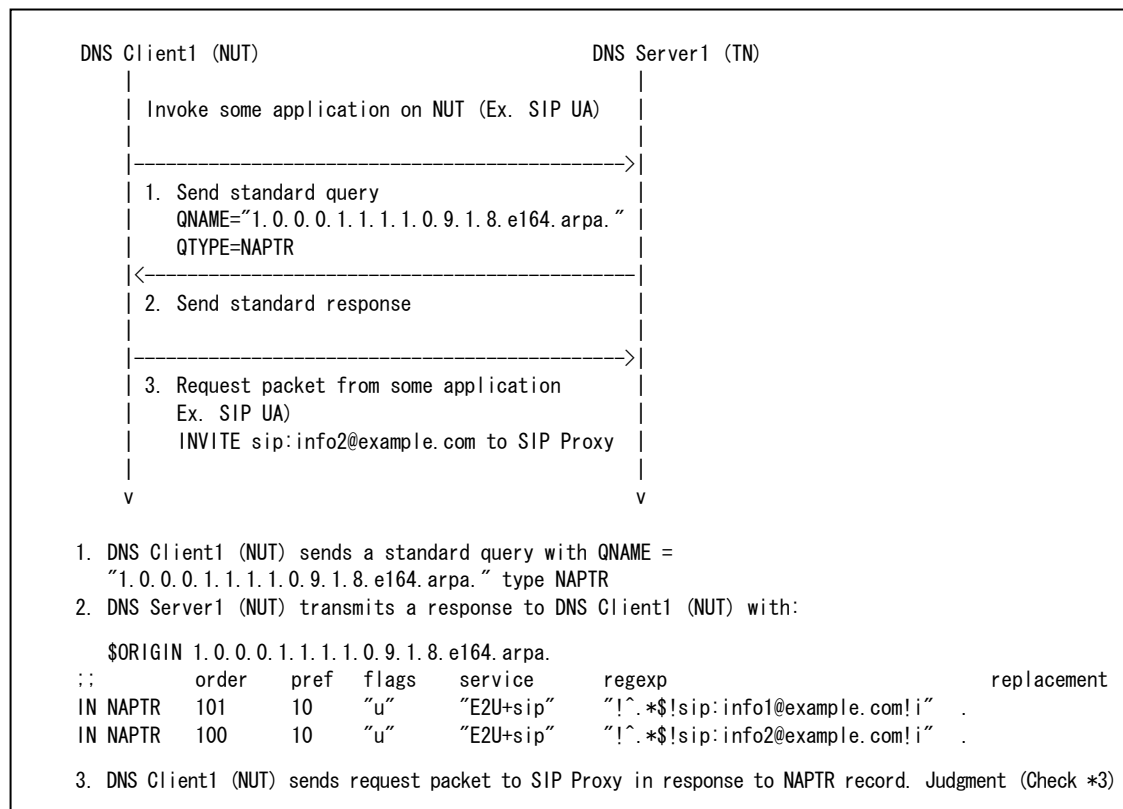 DNS Client1 (NUT) DNS Server1 (TN)
Invoke some application on NUT (Ex. SIP UA)
1. Send standard query
QNAME="1.0.0.0.1.1.1.1.0.9.1.8.e164.arpa."
QTYPE=NAPTR
2. Send standard response
3. Request packet from some application
Ex. SIP UA)
INVITE sip:info2@example.com to SIP Proxy
v v
1. DNS Client1 (NUT) sends a standard query with QNAME =
"1.0.0.0.1.1.1.1.0.9.1.8.e164.arpa." type NAPTR
2. DNS Server1 (NUT) transmits a response to DNS Client1 (NUT) with:
$ORIGIN 1.0.0.0.1.1.1.1.0.9.1.8.e164.arpa.
;; order pref flags service regexp replacement
IN NAPTR 101 10 "u" "E2U+sip" "!^.*$!sip:info1@example.com!i" .
IN NAPTR 100 10 "u" "E2U+sip" "!^.*$!sip:info2@example.com!i" .
3. DNS Client1 (NUT) sends request packet to SIP Proxy in response to NAPTR record. Judgment (Check *3)